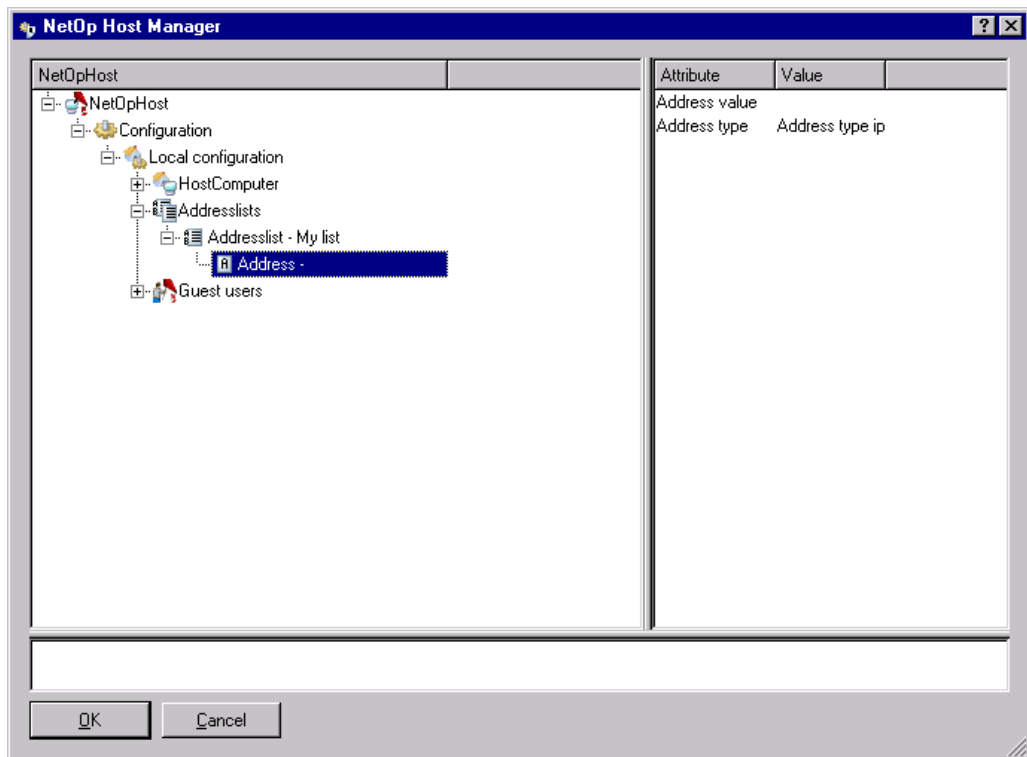 NetOp Host Manager
NetOpHost
Attribute Value
NetOpHost
Address value
Configuration
Address type Address type ip
Local configuration
HostComputer
Addresslists
Addresslist - My list
A Address -
Guest users
OK Cancel